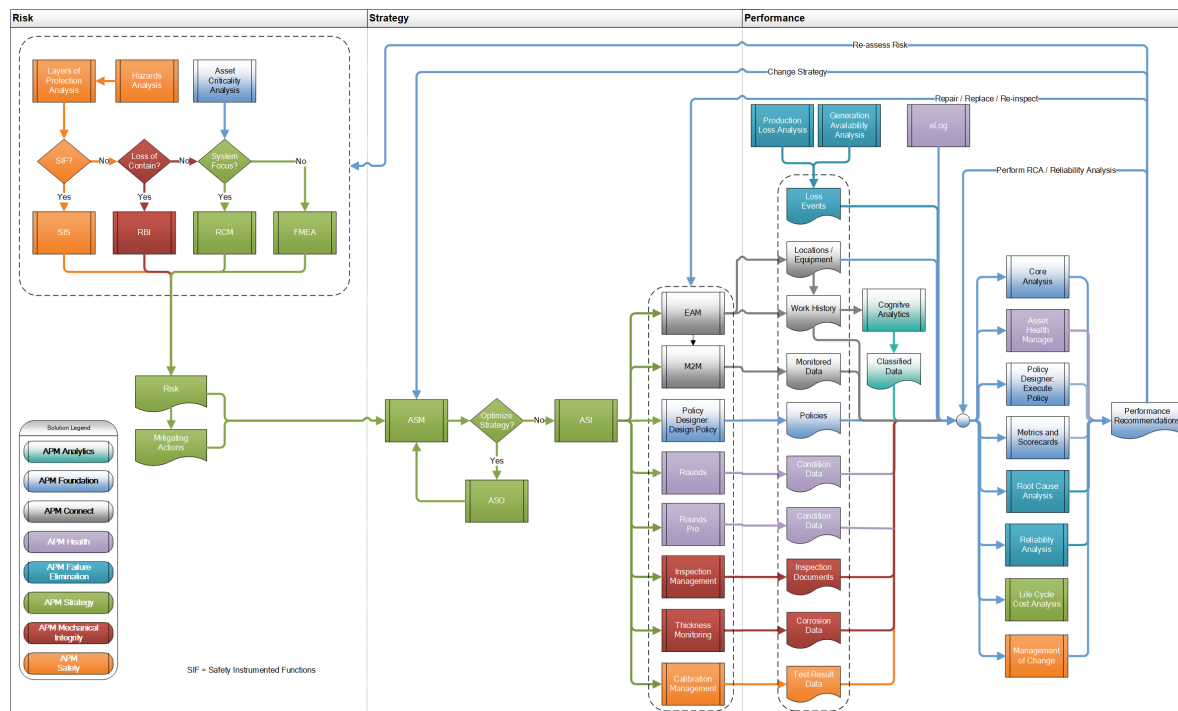 Risk
Strategy
Performance
Re-assess Risk
Change Strategy
Repair / Replace / Re-inspect
Perform RCA / Reliability Analysis
Layers of
Protection
Analysis
Hazards
Analysis
Asset
Criticality
Analysis
SIF?
No
Loss of
Contain?
No
System
Focus?
No
Yes
Yes
Yes
SIS
RBI
RCM
FMEA
Risk
Mitigating
Actions
Solution Legend
APM Analytics
APM Foundation
APM Connect
APM Health
APM Failure
Elimination
APM Strategy
APM Mechanical
Integrity
APM
Safety
SIF = Safety Instrumented Functions
ASM
Optimize
Strategy?
No
Yes
ASO
ASI
EAM
M2M
Policy
Designer:
Design Policy
Rounds
Rounds
Pro
Inspection
Management
Thickness
Monitoring
Calibration
Management
Production
Loss Analysis
Generation
Availability
Analysis
eLog
Loss
Events
Locations /
Equipment
Work History
Cognitve
Analytics
Monitored
Data
Classified
Data
Policies
Condition
Data
Condition
Data
Inspection
Documents
Corrosion
Data
Test Result
Data
Core
Analysis
Asset
Health
Manager
Policy
Designer:
Execute
Policy
Metrics and
Scorecards
Root Cause
Analysis
Reliability
Analysis
Life Cycle
Cost Analysis
Management
of Change
Performance
Recommendations